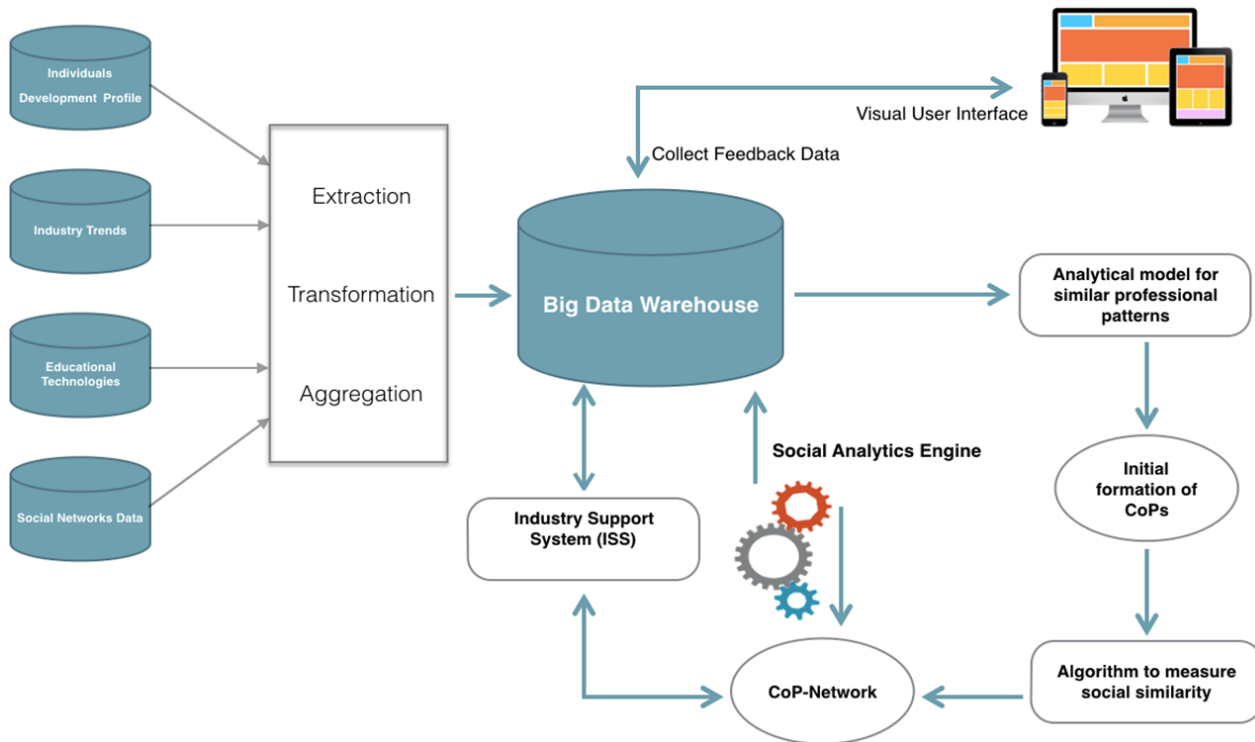 Individuals
Development Profile
Industry Trends
Educational
Technologies
Social Networks Data
Extraction
Transformation
Aggregation
Collect Feedback Data
Visual User Interface
Big Data Warehouse
Analytical model for
similar professional
patterns
Initial
formation of
CoPs
Algorithm to measure
social similarity
Social Analytics Engine
Industry Support
System (ISS)
CoP-Network